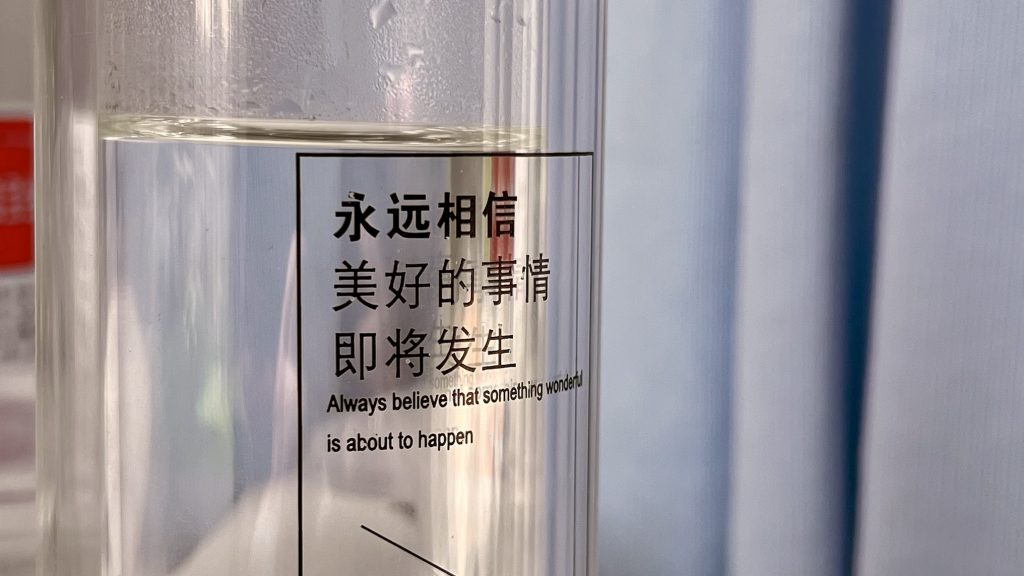 永远相信
美好的事情
即将发生
Always believe that something wonderful
is about to happen